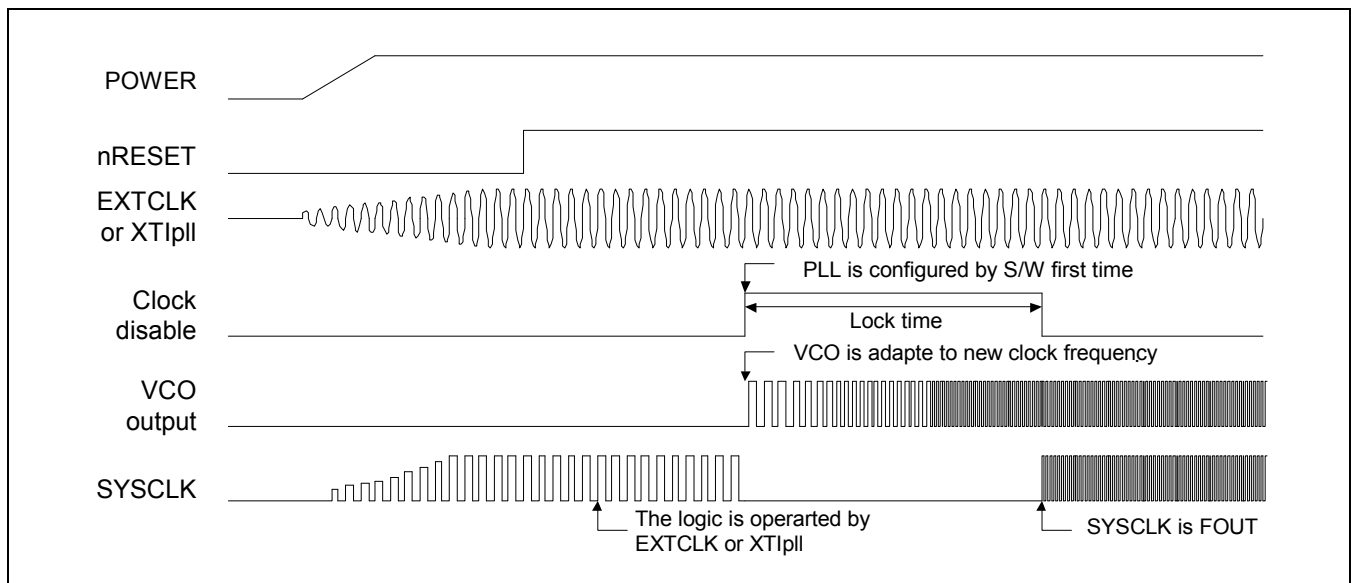 POWER
nRESET
EXTCLK
or XTIpll
PLL is configured by S/W first time
Clock
disable
Lock time
VCO is adapte to new clock frequency
VCO
output
SYSCLK
The logic is operarted by
EXTCLK or XTIpll
SYSCLK is FOUT